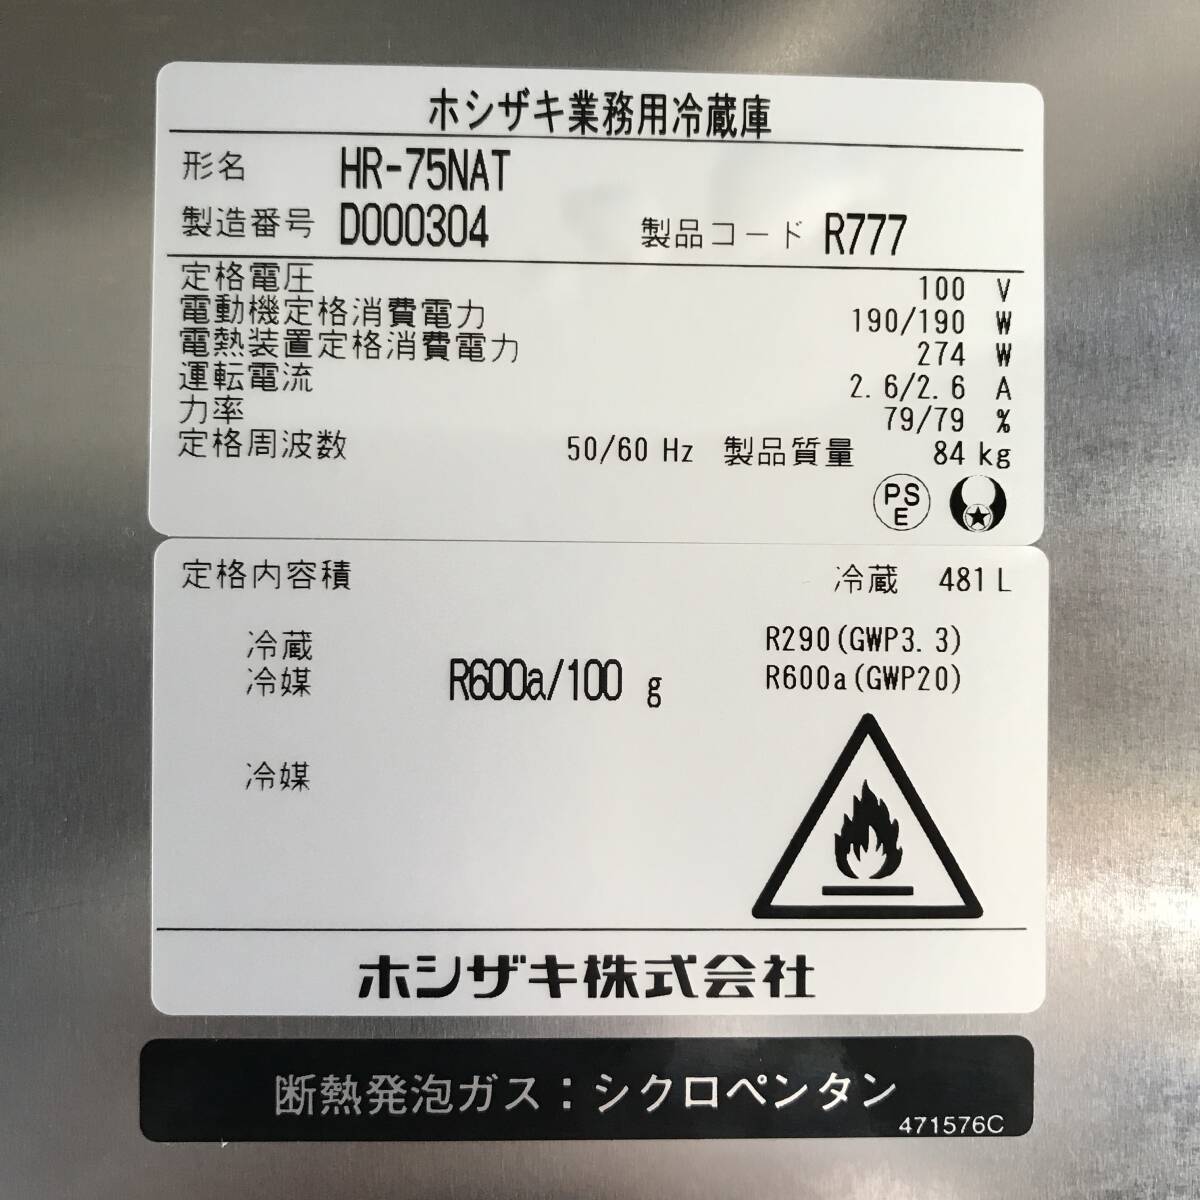 ホシザキ業務用冷蔵庫
形名 HR-75NAT
製造番号 D000304 製品コード R777
定格電圧 100 V
電動機定格消費電力 190/190 W
電熱装置定格消費電力 274 W
運転電流 2.6/2.6 A
力率 79/79 %
定格周波数 50/60 Hz 製品質量 84 kg
PS
E
定格内容積 冷蔵 481 L
冷蔵 R290(GWP3.3)
冷媒 R600a/100 g R600a(GWP20)
冷媒
ホシザキ株式会社
断熱発泡ガス：シクロペンタン
471576C